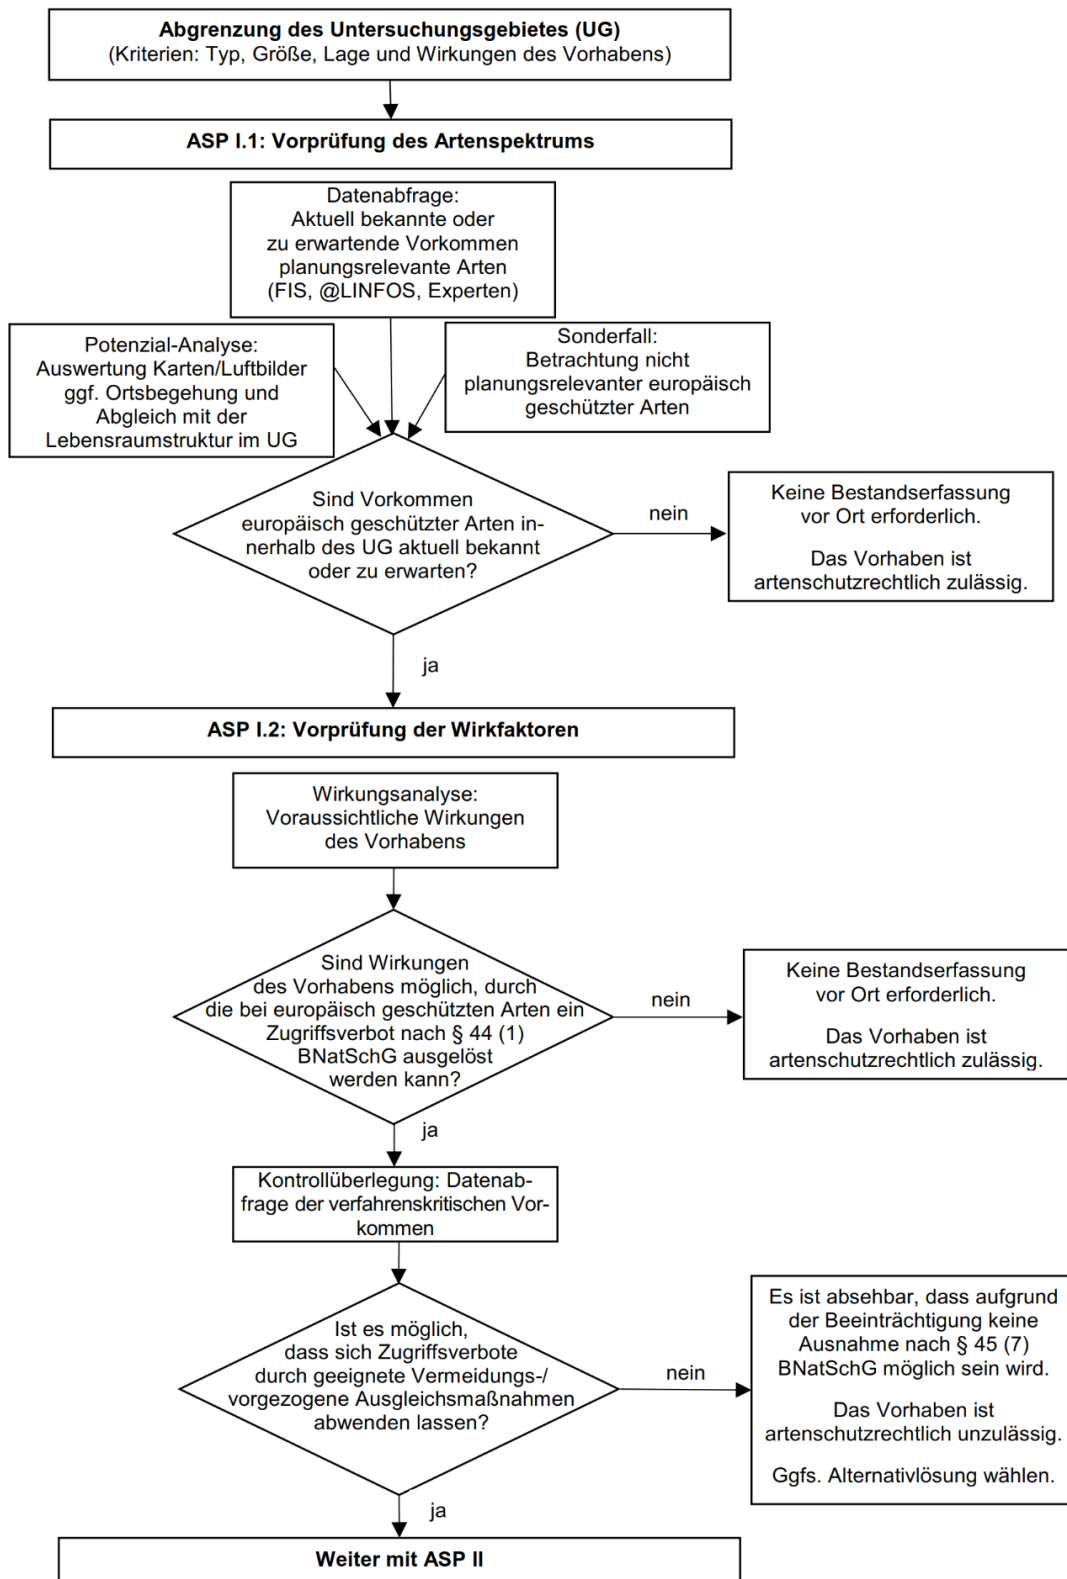 Abgrenzung des Untersuchungsgebietes (UG)
(Kriterien: Typ, Größe, Lage und Wirkungen des Vorhabens)
ASP I.1: Vorprüfung des Artenspektrums
Datenabfrage:
Aktuell bekannte oder
zu erwartende Vorkommen
planungsrelevante Arten
(FIS, @LINFOS, Experten)
Potenzial-Analyse:
Auswertung Karten/Luftbilder
ggf. Ortsbegehung und
Abgleich mit der
Lebensraumstruktur im UG
Sonderfall:
Betrachtung nicht
planungsrelevanter europäisch
geschützter Arten
Sind Vorkommen
europäisch geschützter Arten in-
nerhalb des UG aktuell bekannt
oder zu erwarten?
nein
Keine Bestandserfassung
vor Ort erforderlich.
Das Vorhaben ist
artenschutzrechtlich zulässig.
ja
ASP I.2: Vorprüfung der Wirkfaktoren
Wirkungsanalyse:
Voraussichtliche Wirkungen
des Vorhabens
Sind Wirkungen
des Vorhabens möglich, durch
die bei europäisch geschützten Arten ein
Zugriffsverbot nach § 44 (1)
BNatSchG ausgelöst
werden kann?
nein
Keine Bestandserfassung
vor Ort erforderlich.
Das Vorhaben ist
artenschutzrechtlich zulässig.
ja
Kontrollüberlegung: Datenab-
frage der verfahrenskritischen Vor-
kommen
Ist es möglich,
dass sich Zugriffsverbote
durch geeignete Vermeidungs-/
vorgezogene Ausgleichsmaßnahmen
abwenden lassen?
nein
Es ist absehbar, dass aufgrund
der Beeinträchtigung keine
Ausnahme nach § 45 (7)
BNatSchG möglich sein wird.
Das Vorhaben ist
artenschutzrechtlich unzulässig.
Ggfs. Alternativlösung wählen.
ja
Weiter mit ASP II